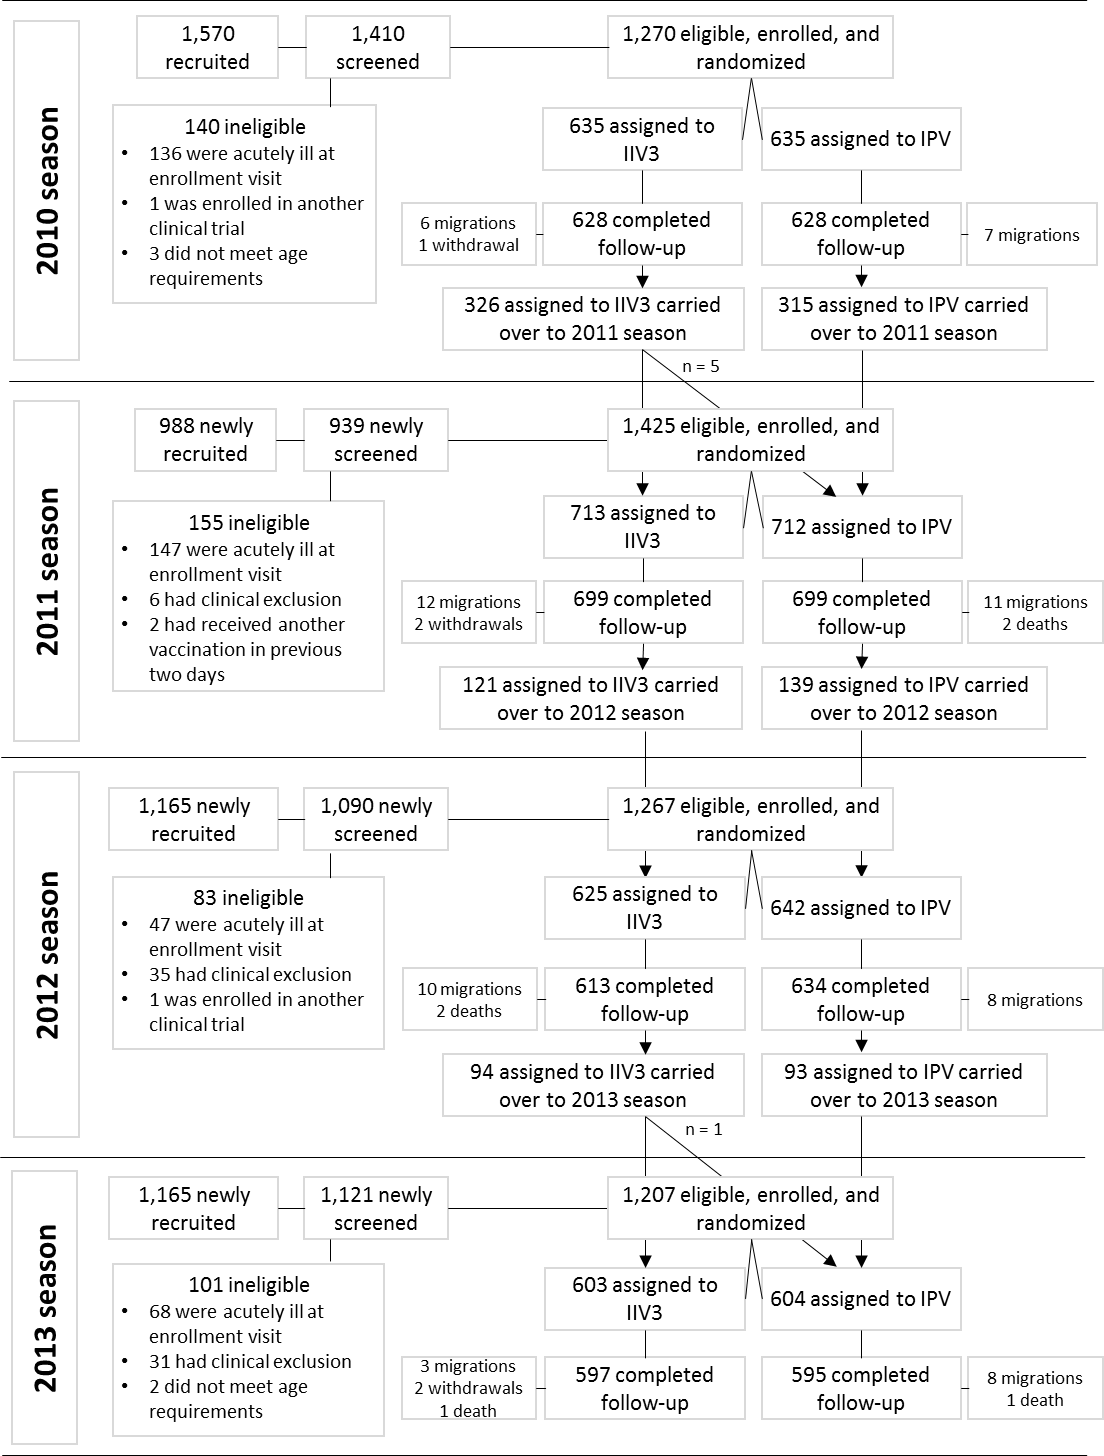 2010 season
1,570
recruited
1,410
screened
1,270 eligible, enrolled, and
randomized
140 ineligible
• 136 were acutely ill at
enrollment visit
• 1 was enrolled in another
clinical trial
• 3 did not meet age
requirements
635 assigned to
IIV3
635 assigned to IPV
6 migrations
1 withdrawal
628 completed
follow-up
628 completed
follow-up
7 migrations
326 assigned to IIV3 carried
over to 2011 season
315 assigned to IPV carried
over to 2011 season
n = 5
2011 season
988 newly
recruited
939 newly
screened
1,425 eligible, enrolled, and
randomized
155 ineligible
• 147 were acutely ill at
enrollment visit
• 6 had clinical exclusion
• 2 had received another
vaccination in previous
two days
713 assigned to
IIV3
712 assigned to IPV
12 migrations
2 withdrawals
699 completed
follow-up
699 completed
follow-up
11 migrations
2 deaths
121 assigned to IIV3 carried
over to 2012 season
139 assigned to IPV carried
over to 2012 season
2012 season
1,165 newly
recruited
1,090 newly
screened
1,267 eligible, enrolled, and
randomized
83 ineligible
• 47 were acutely ill at
enrollment visit
• 35 had clinical exclusion
• 1 was enrolled in another
clinical trial
625 assigned to
IIV3
642 assigned to IPV
10 migrations
2 deaths
613 completed
follow-up
634 completed
follow-up
8 migrations
94 assigned to IIV3 carried
over to 2013 season
93 assigned to IPV carried
over to 2013 season
n = 1
2013 season
1,165 newly
recruited
1,121 newly
screened
1,207 eligible, enrolled, and
randomized
101 ineligible
• 68 were acutely ill at
enrollment visit
• 31 had clinical exclusion
• 2 did not meet age
requirements
603 assigned to
IIV3
604 assigned to IPV
3 migrations
2 withdrawals
1 death
597 completed
follow-up
595 completed
follow-up
8 migrations
1 death